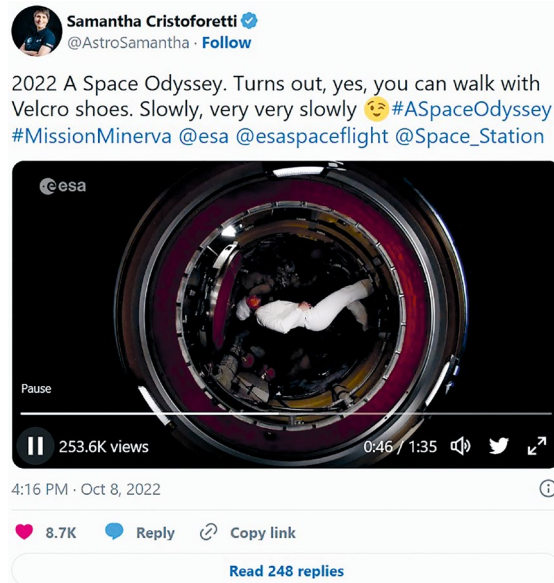 Samantha Cristoforetti
@AstroSamantha · Follow
2022 A Space Odyssey. Turns out, yes, you can walk with
Velcro shoes. Slowly, very very slowly 😉 #ASpaceOdyssey
#MissionMinerva @esa @esaspaceflight @Space_Station
esa
Pause
253.6K views
0:46 / 1:35
4:16 PM · Oct 8, 2022
8.7K Reply Copy link
Read 248 replies